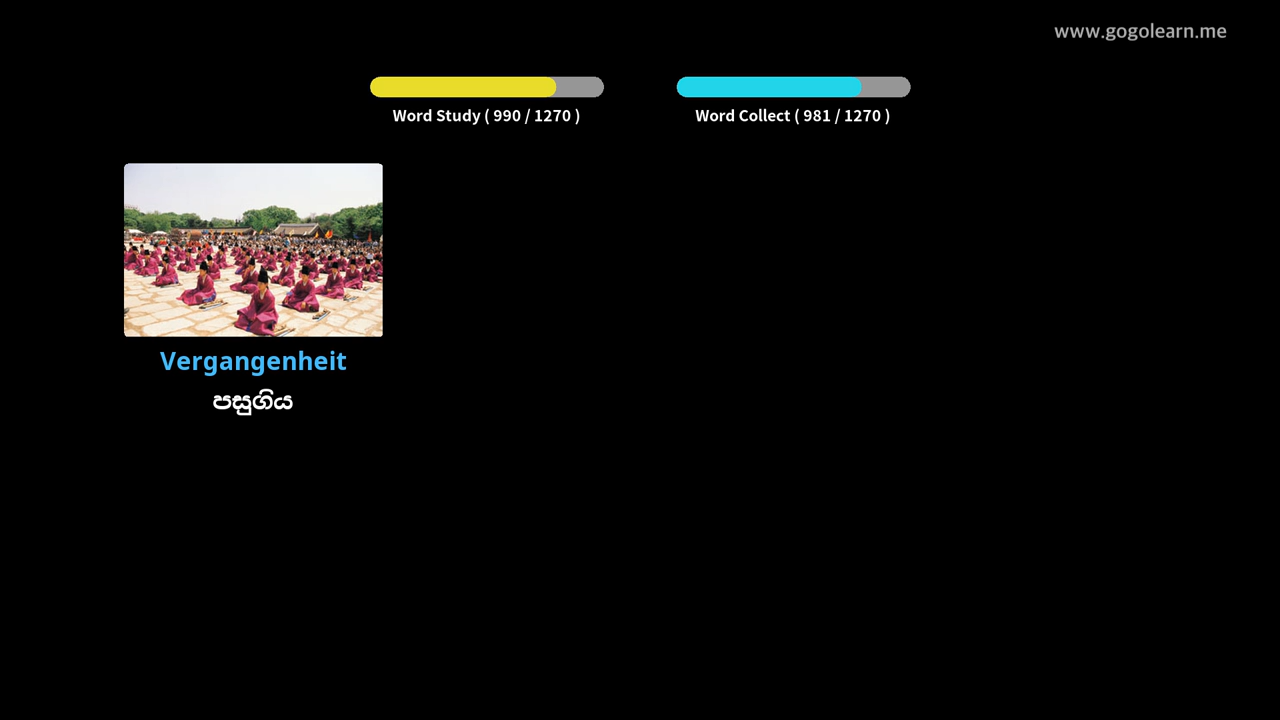 www.gogolearn.me
Word Study ( 990 / 1270 )
Word Collect ( 981 / 1270 )
Vergangenheit
පසුගිය